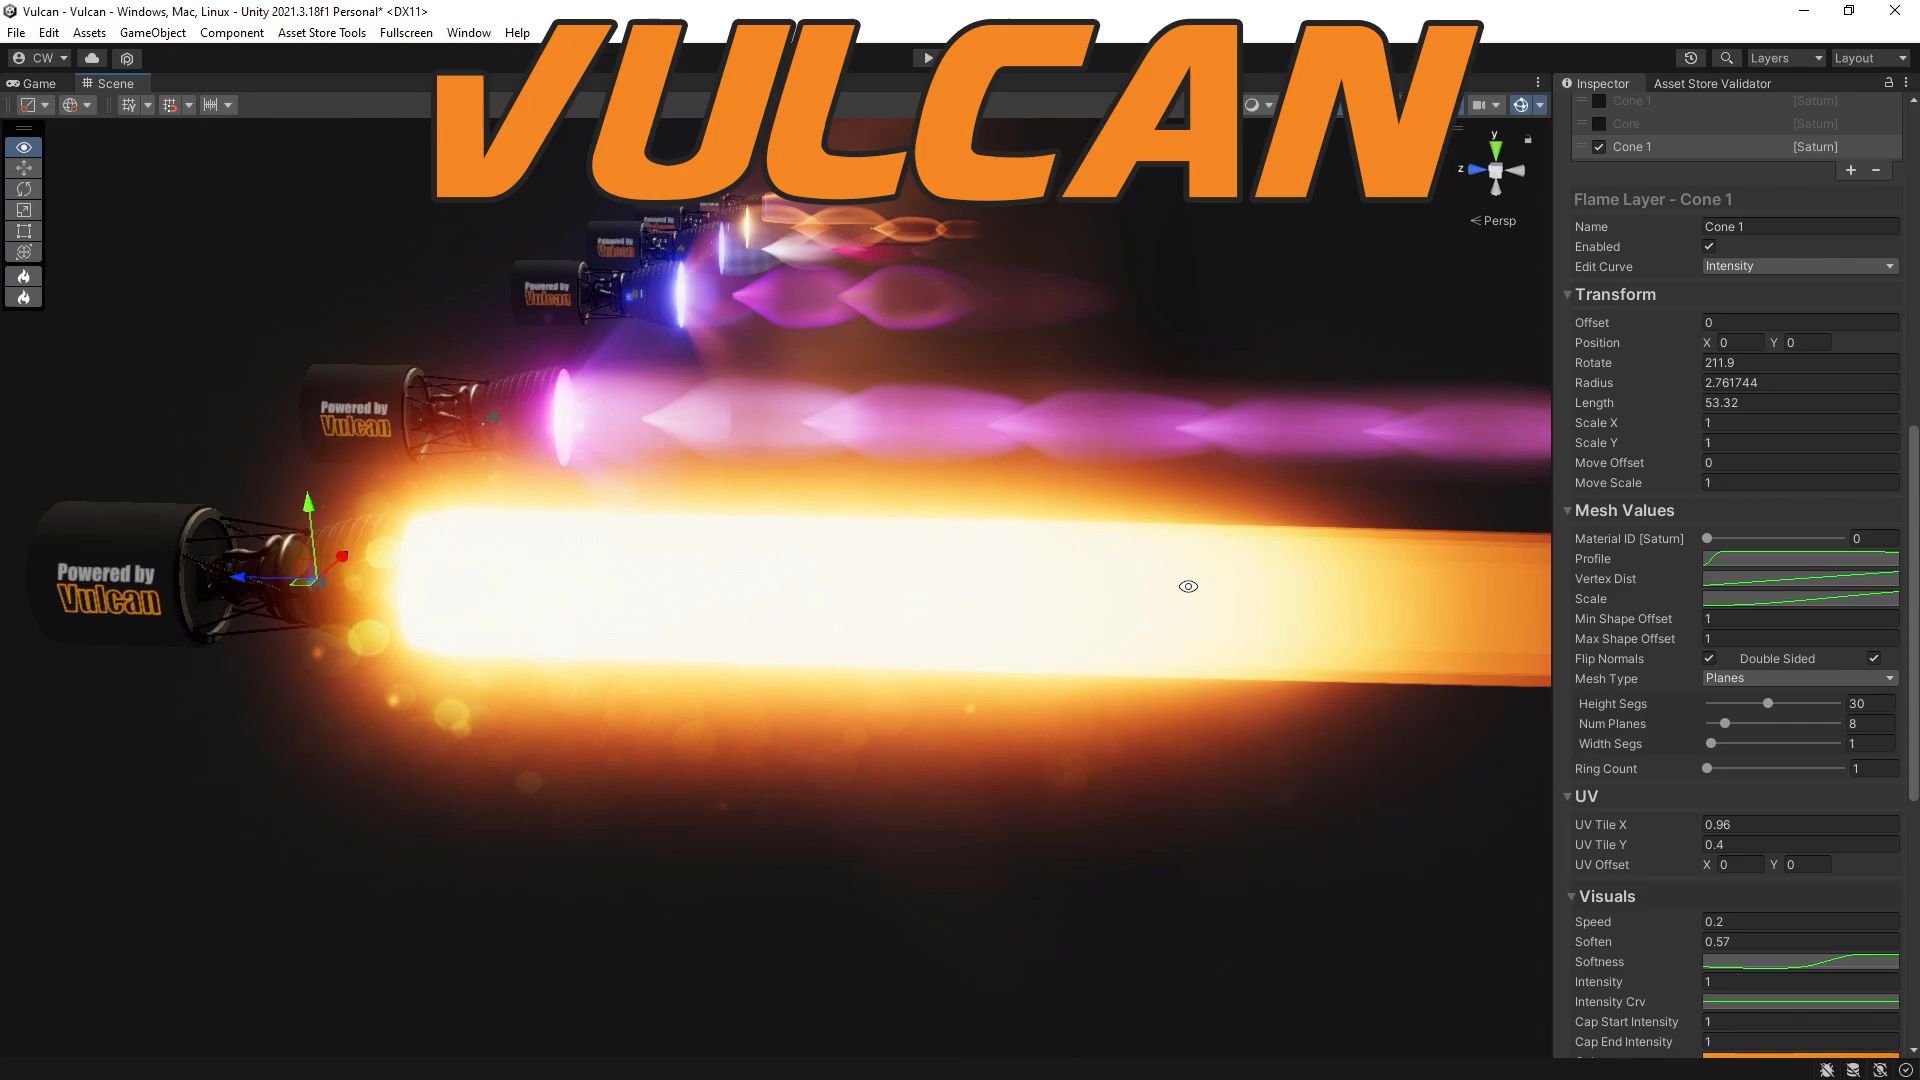 Vulcan - Vulcan - Windows, Mac, Linux - Unity 2021.3.18f1 Personal* <DX11>
File Edit Assets GameObject Component Asset Store Tools Fullscreen Window Help
VULCAN
CW
Layers
Layout
Game
Scene
Inspector
Asset Store Validator
Cone 1 [Saturn]
Core [Saturn]
Cone 1 [Saturn]
y
z
Persp
Powered by
Vulcan
Powered by
Vulcan
Powered by
Vulcan
Powered by
Vulcan
Flame Layer - Cone 1
Name Cone 1
Enabled
Edit Curve Intensity
Transform
Offset 0
Position X 0 Y 0
Rotate 211.9
Radius 2.761744
Length 53.32
Scale X 1
Scale Y 1
Move Offset 0
Move Scale 1
Mesh Values
Material ID [Saturn] 0
Profile
Vertex Dist
Scale
Min Shape Offset 1
Max Shape Offset 1
Flip Normals Double Sided
Mesh Type Planes
Height Segs 30
Num Planes 8
Width Segs 1
Ring Count 1
UV
UV Tile X 0.96
UV Tile Y 0.4
UV Offset X 0 Y 0
Visuals
Speed 0.2
Soften 0.57
Softness
Intensity 1
Intensity Crv
Cap Start Intensity 1
Cap End Intensity 1